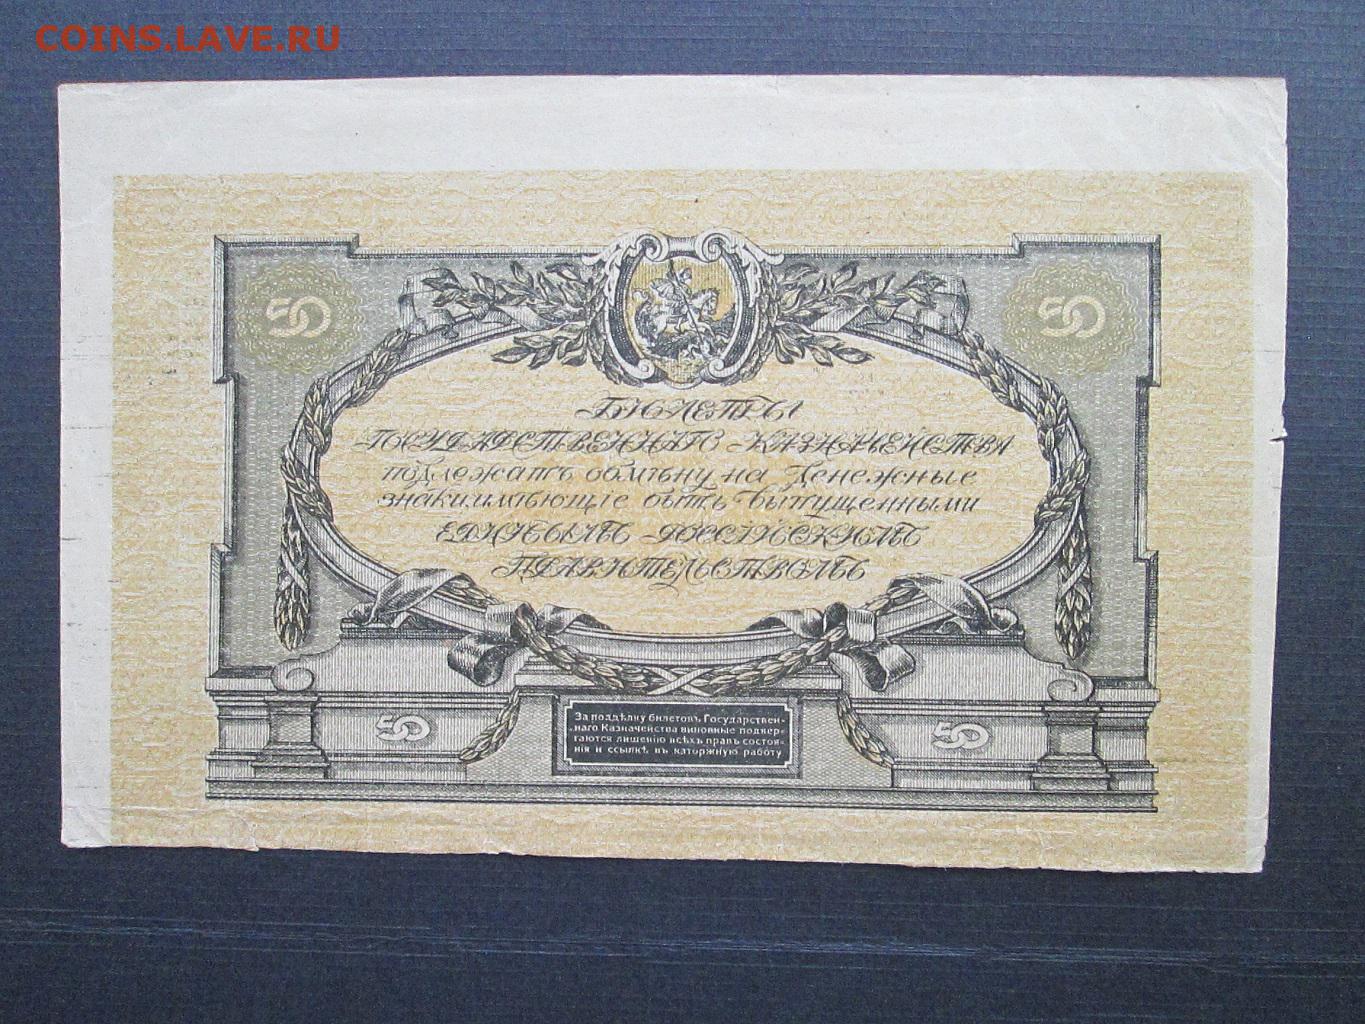 COINS.LAVE.RU
50 50
БИЛЕТЫ
ГОСУДАРСТВЕННАГО КАЗНАЧЕЙСТВА
подлежатъ обмѣну на Денежные
знаки имѣющіе быть выпущенными
ЕДИНЫМЪ РОССІЙСКИМЪ
ПРАВИТЕЛЬСТВОМЪ
50 50
За поддѣлку билетовъ Государствен-
наго Казначейства виновные подвер-
гаются лишенію всѣхъ правъ состоя-
нія и ссылкѣ въ каторжную работу